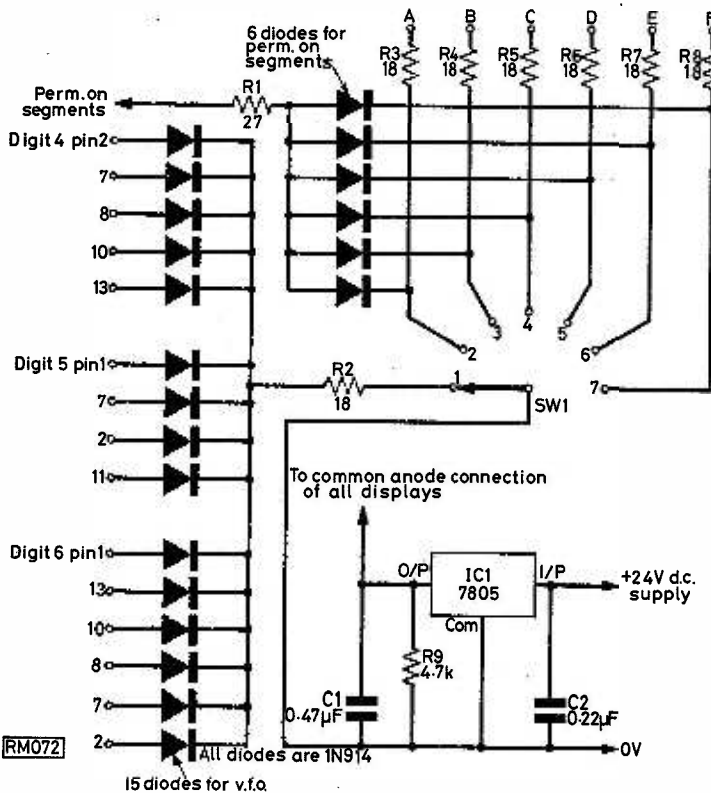 A B C D E F
6 diodes for
perm. on
segments
R3
18
R4
18
R5
18
R6
18
R7
18
R8
18
Perm.on
segments
R1
27
Digit 4 pin2
7
8
10
13
2
3
4
5
6
Digit 5 pin1
7
2
11
R2
18
1
SW1
7
To common anode connection
of all displays
Digit 6 pin1
13
10
8
7
2
O/P
IC1
7805
I/P
Com
+24V d.c.
supply
R9
4.7k
C1
0.47µF
C2
0.22µF
0V
RM072
All diodes are 1N914
15 diodes for v.f.o.